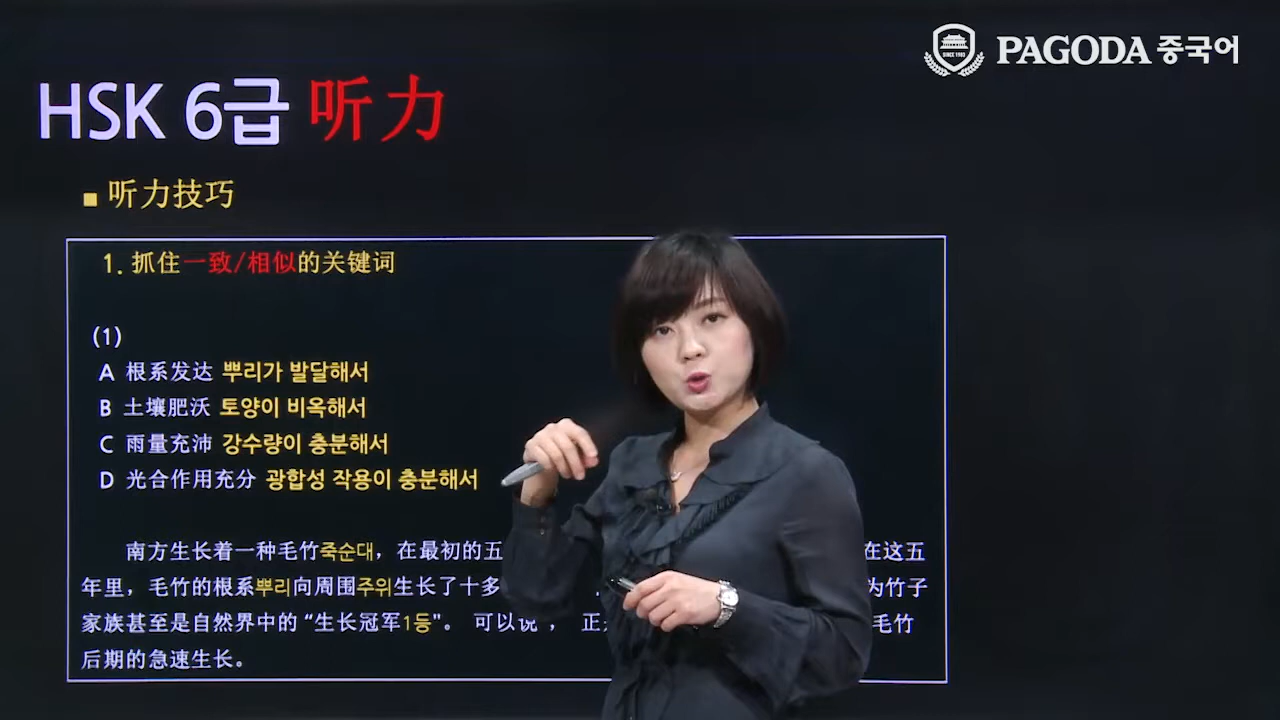 SINCE 1969
PAGODA 중국어
HSK 6급 听力
听力技巧
1. 抓住一致/相似的关键词
(1)
A 根系发达 뿌리가 발달해서
B 土壤肥沃 토양이 비옥해서
C 雨量充沛 강수량이 충분해서
D 光合作用充分 광합성 작용이 충분해서
南方生长着一种毛竹죽순대，在最初的五 在这五
年里，毛竹的根系뿌리向周围주위生长了十多 为竹子
家族甚至是自然界中的 “生长冠军1등"。 可以说 ， 正 毛竹
后期的急速生长。